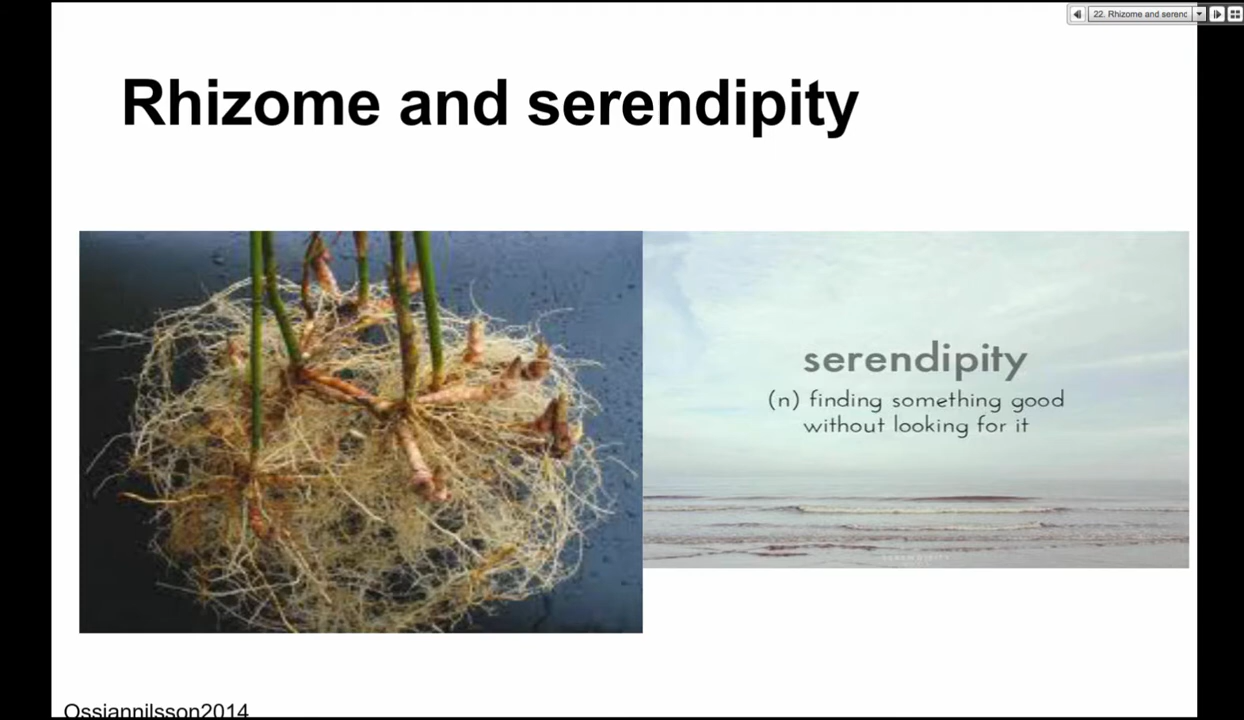 22. Rhizome and serenc
Rhizome and serendipity
serendipity
(n) finding something good
without looking for it
Ossiannilsson2014